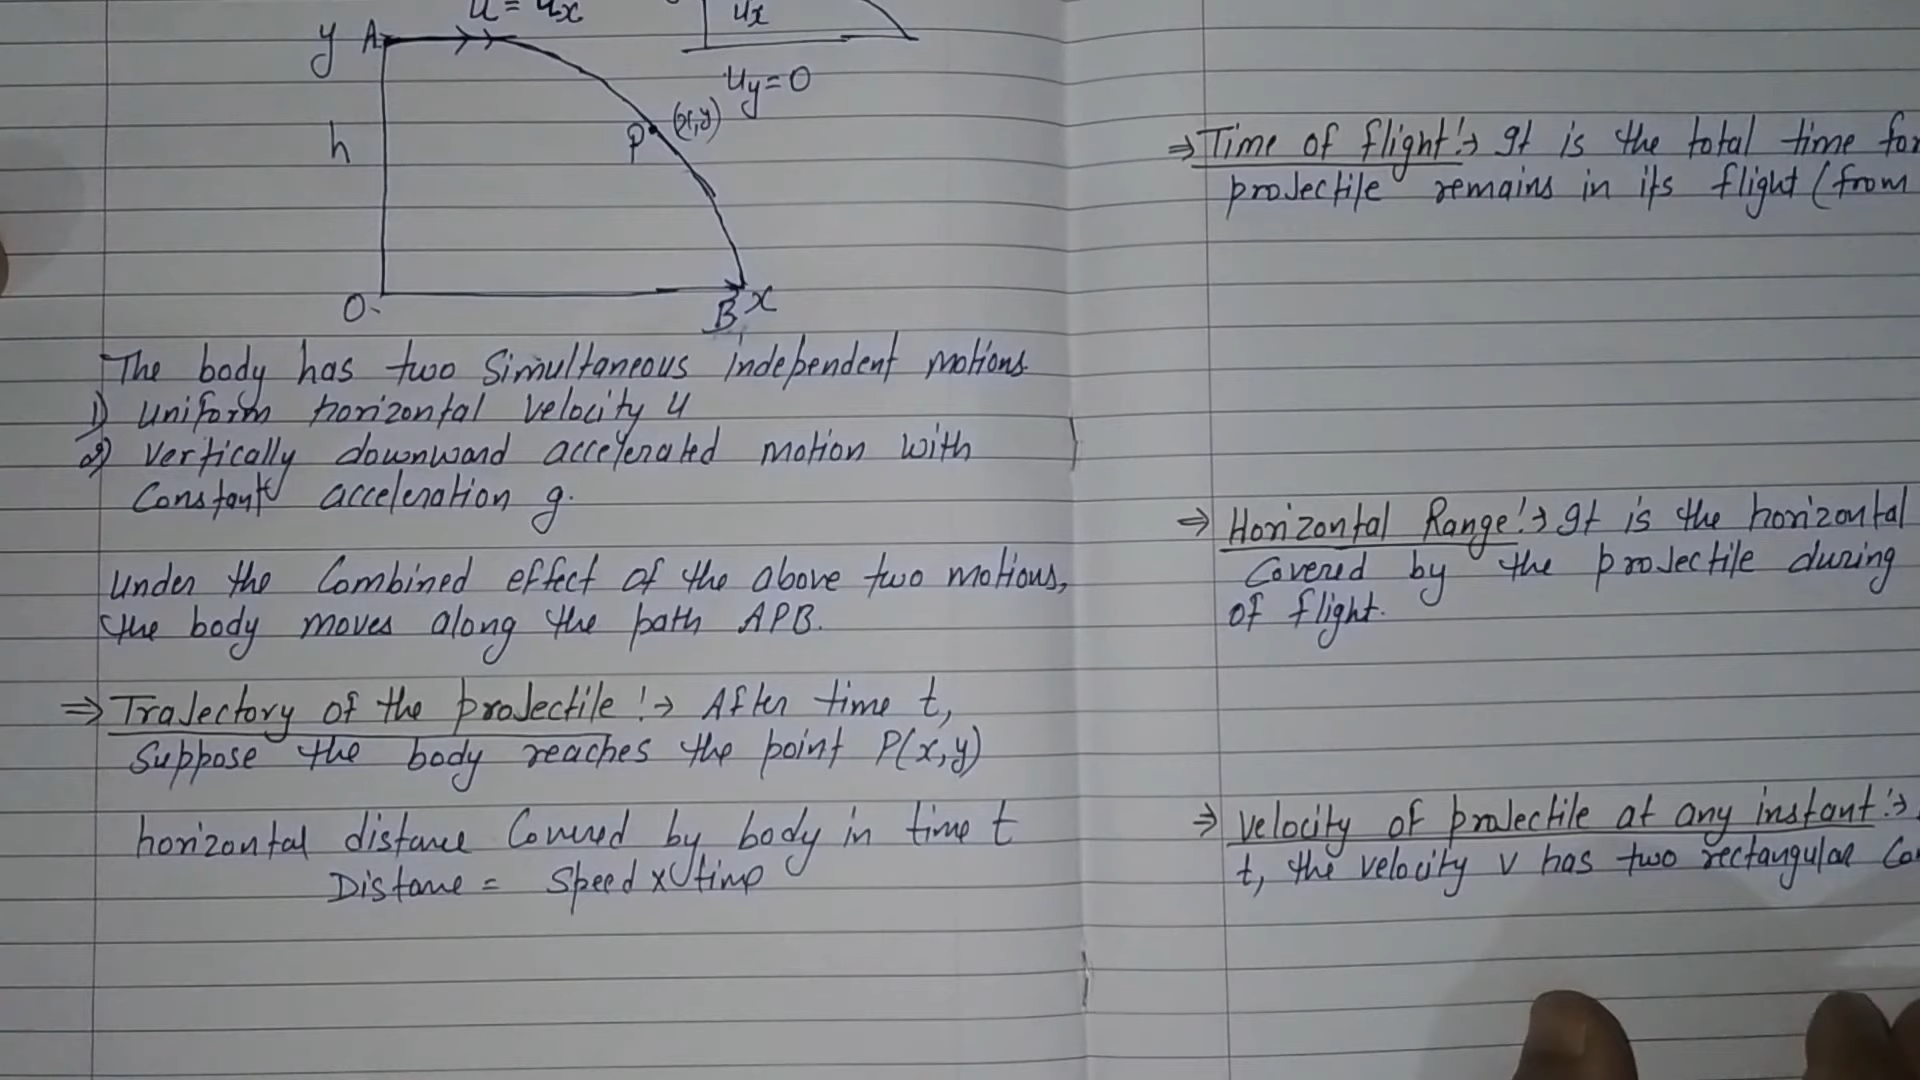 u = ux
ux
y A
uy=0
P (x,y)
h
O
B x
The body has two Simultaneous independent motions
1) uniform horizontal velocity u
2) vertically downward accelerated motion with
Constant acceleration g.
under the Combined effect of the above two motions,
the body moves along the path APB.
⇒ Trajectory of the projectile :→ After time t,
Suppose the body reaches the point P(x,y)
horizontal distance Covered by body in time t
Distane = Speed x time
⇒ Time of flight :→ It is the total time for
projectile remains in its flight (from
⇒ Horizontal Range :→ It is the horizontal
Covered by the projectile during
of flight.
⇒ velocity of projectile at any instant :→
t, the velocity v has two rectangular Co